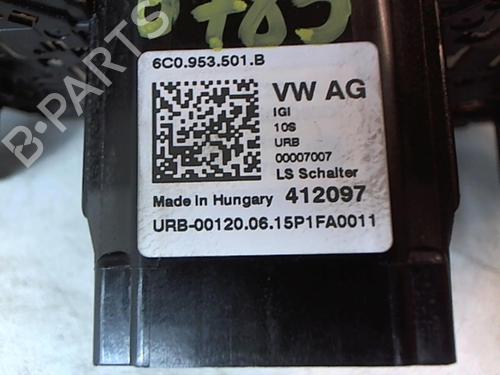 6C0.953.501.B
VW AG
IGI
10S
URB
00007007
LS Schalter
Made in Hungary 412097
URB-00120.06.15P1FA0011